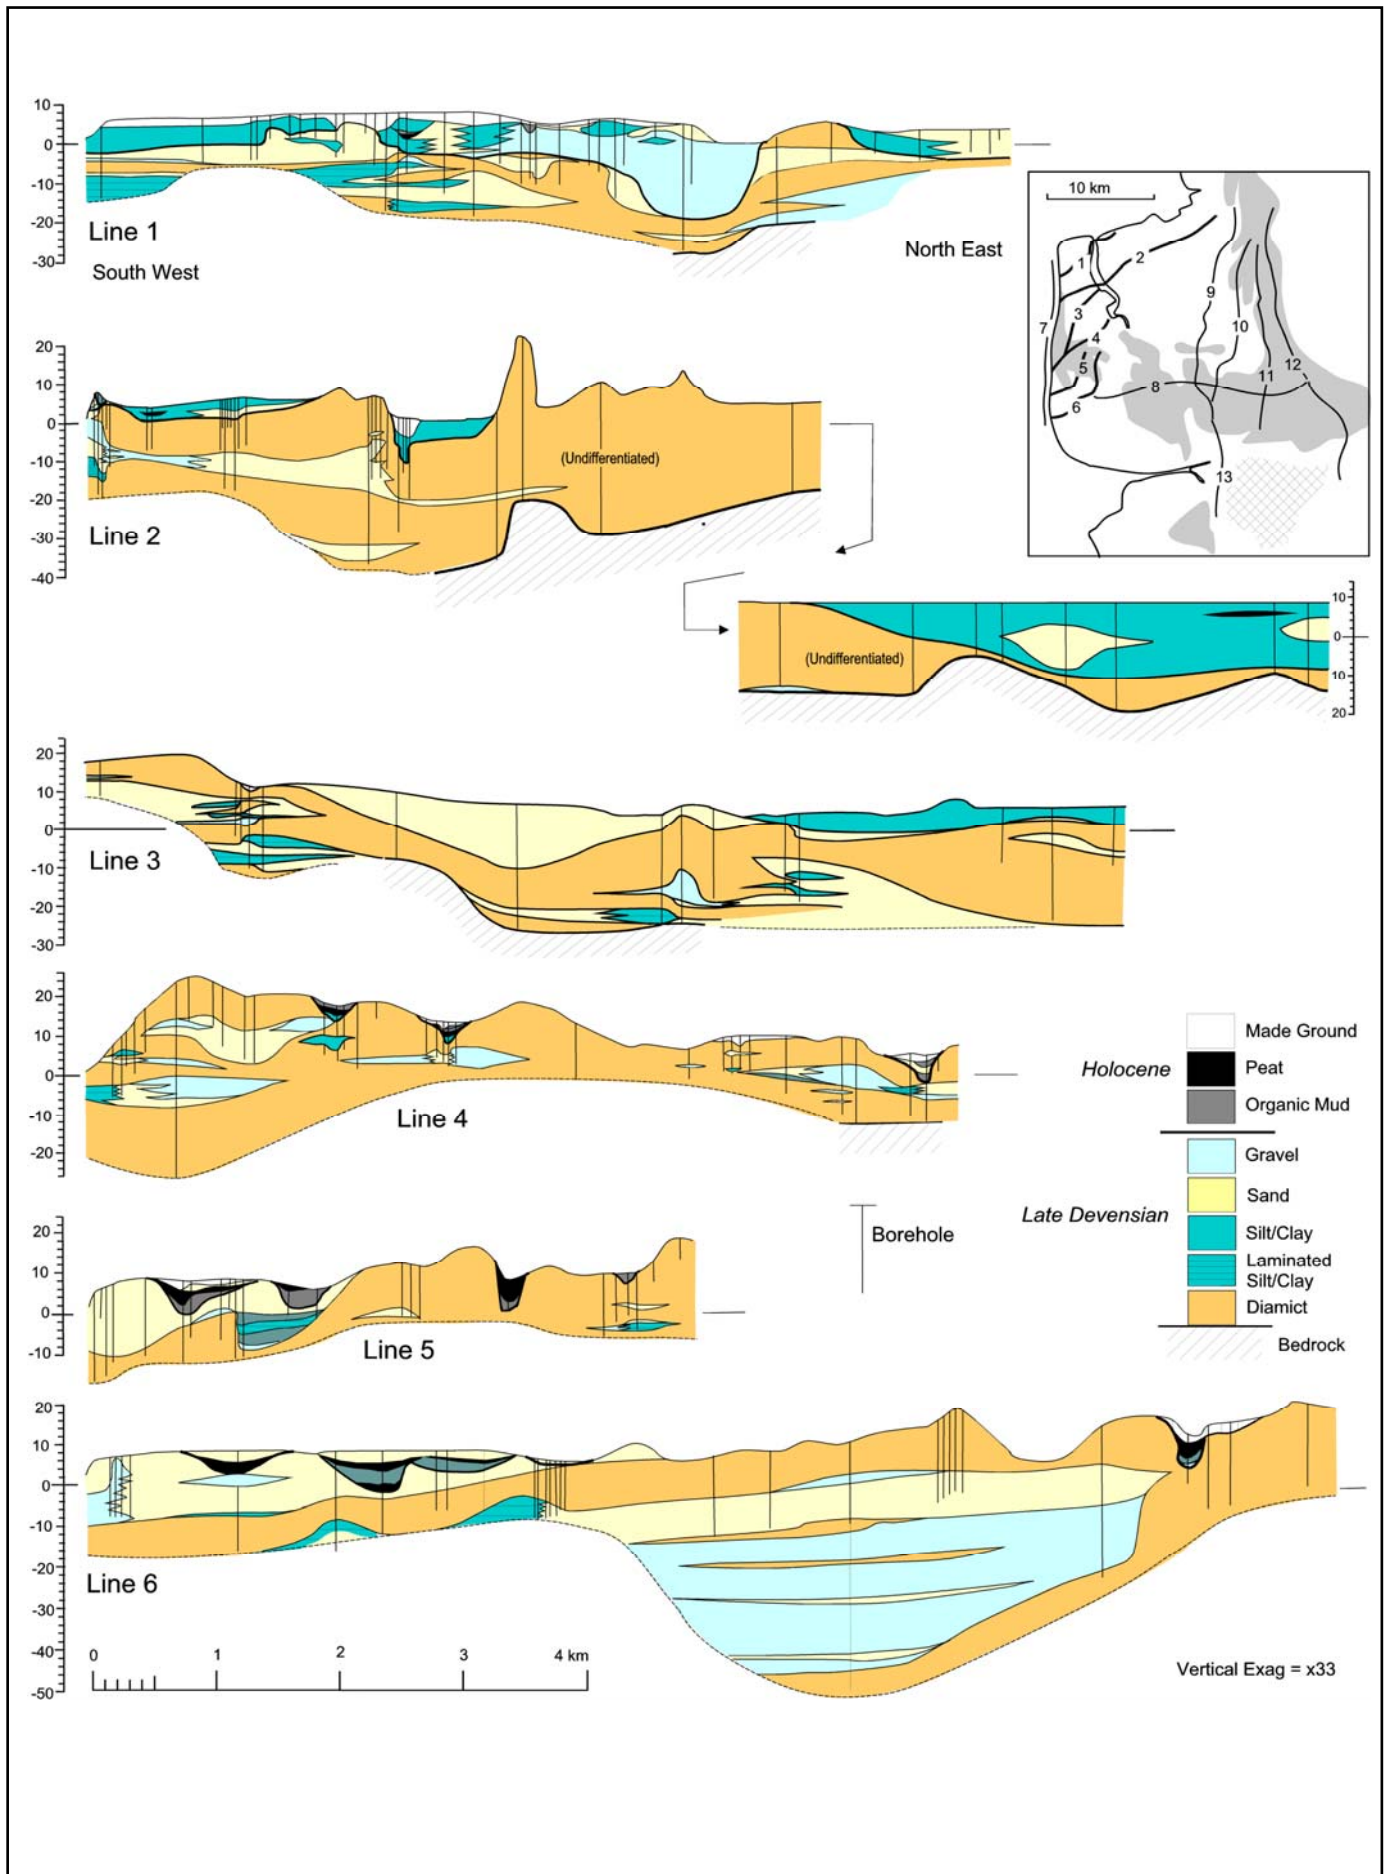 10
0
-10
-20
-30
Line 1
South West
North East
10 km
1
2
3
4
5
6
7
8
9
10
11
12
13
20
10
0
-10
-20
-30
-40
Line 2
(Undifferentiated)
(Undifferentiated)
10
0
10
20
20
10
0
-10
-20
-30
Line 3
20
10
0
-10
-20
Line 4
Holocene
Made Ground
Peat
Organic Mud
Late Devensian
Gravel
Sand
Silt/Clay
Laminated
Silt/Clay
Diamict
Bedrock
Borehole
20
10
0
-10
Line 5
20
10
0
-10
-20
-30
-40
-50
Line 6
0 1 2 3 4 km
Vertical Exag = x33